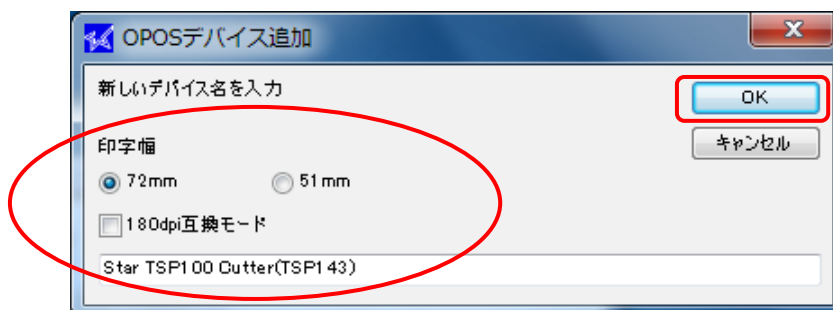 OPOSデバイス追加
新しいデバイス名を入力
OK
キャンセル
印字幅
72mm 51mm
180dpi互換モード
Star TSP100 Cutter(TSP143)